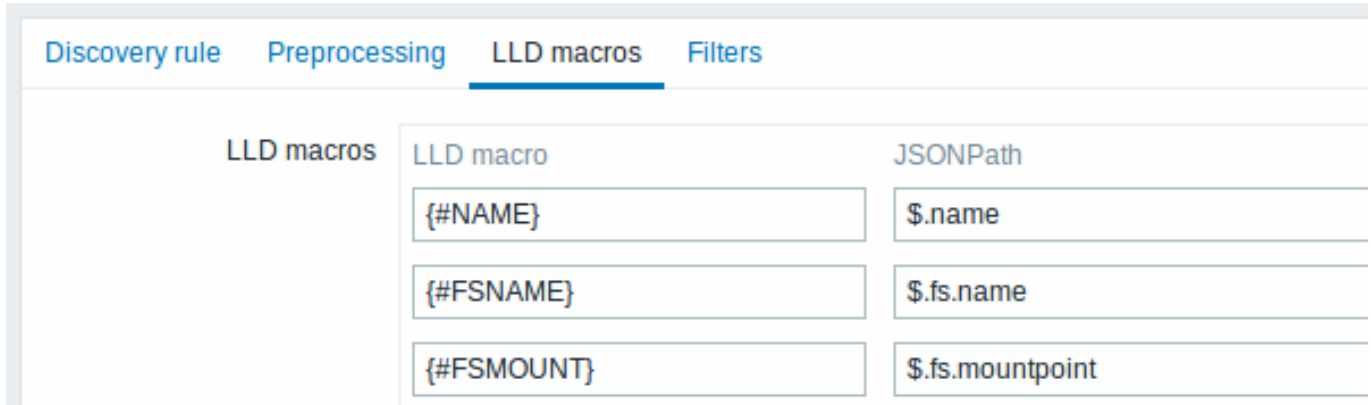 Discovery rule Preprocessing LLD macros Filters
LLD macros LLD macro JSONPath
{#NAME} $.name
{#FSNAME} $.fs.name
{#FSMOUNT} $.fs.mountpoint